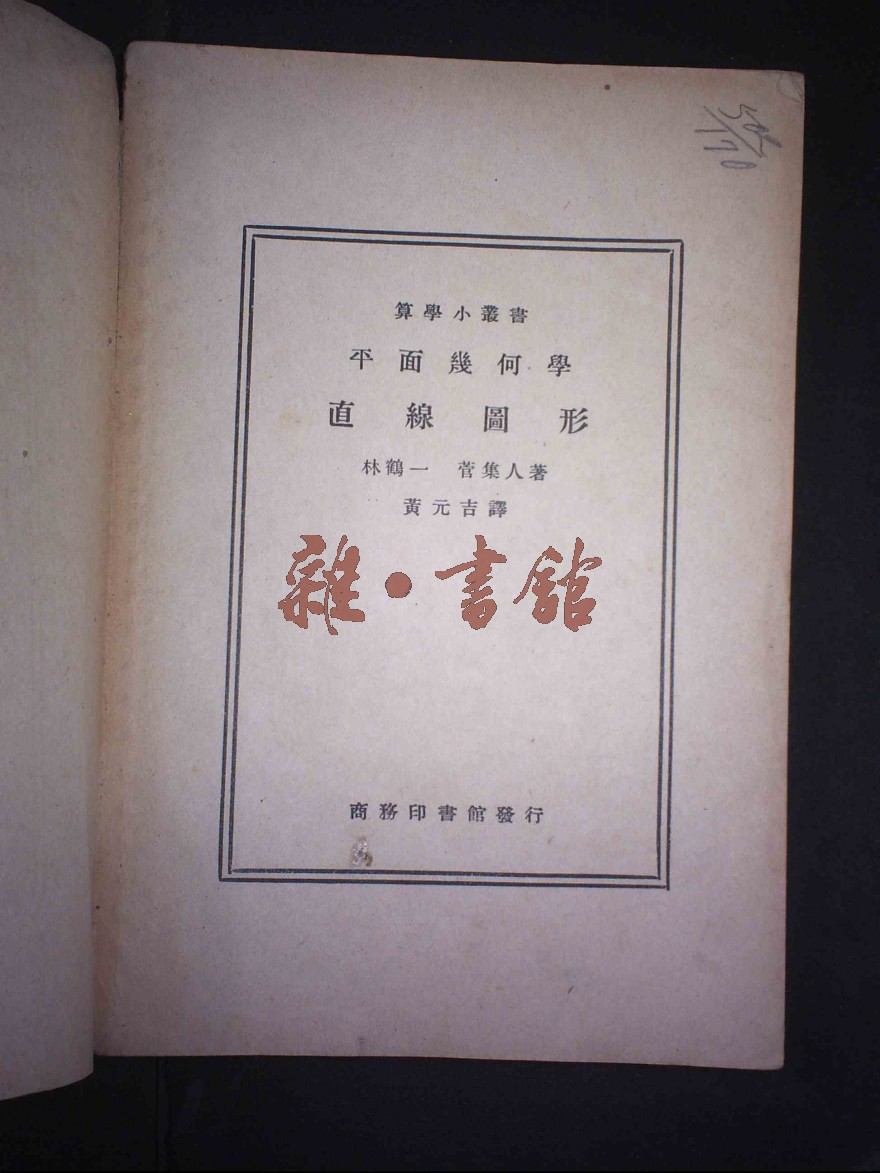 算學小叢書
平面幾何學
直線圖形
林鶴一 菅集人著
黃元吉譯
雜·書館
商務印書館發行